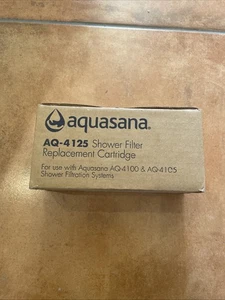 aquasana.
AQ-4125 Shower Filter
Replacement Cartridge
For use with Aquasana AQ-4100 & AQ-4105
Shower Filtration Systems